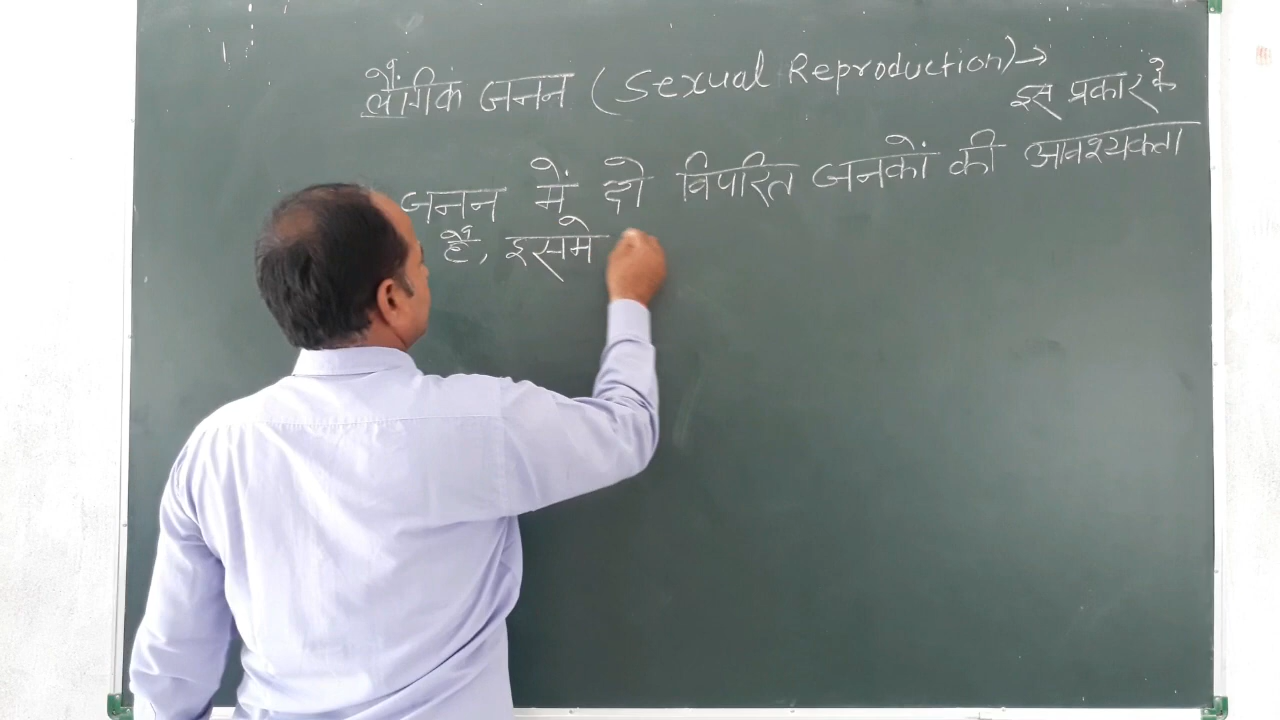 लैंगीक जनन (Sexual Reproduction)→ इस प्रकार के
जनन में दो विपरित जनकों की आवश्यकता
है, इसमे